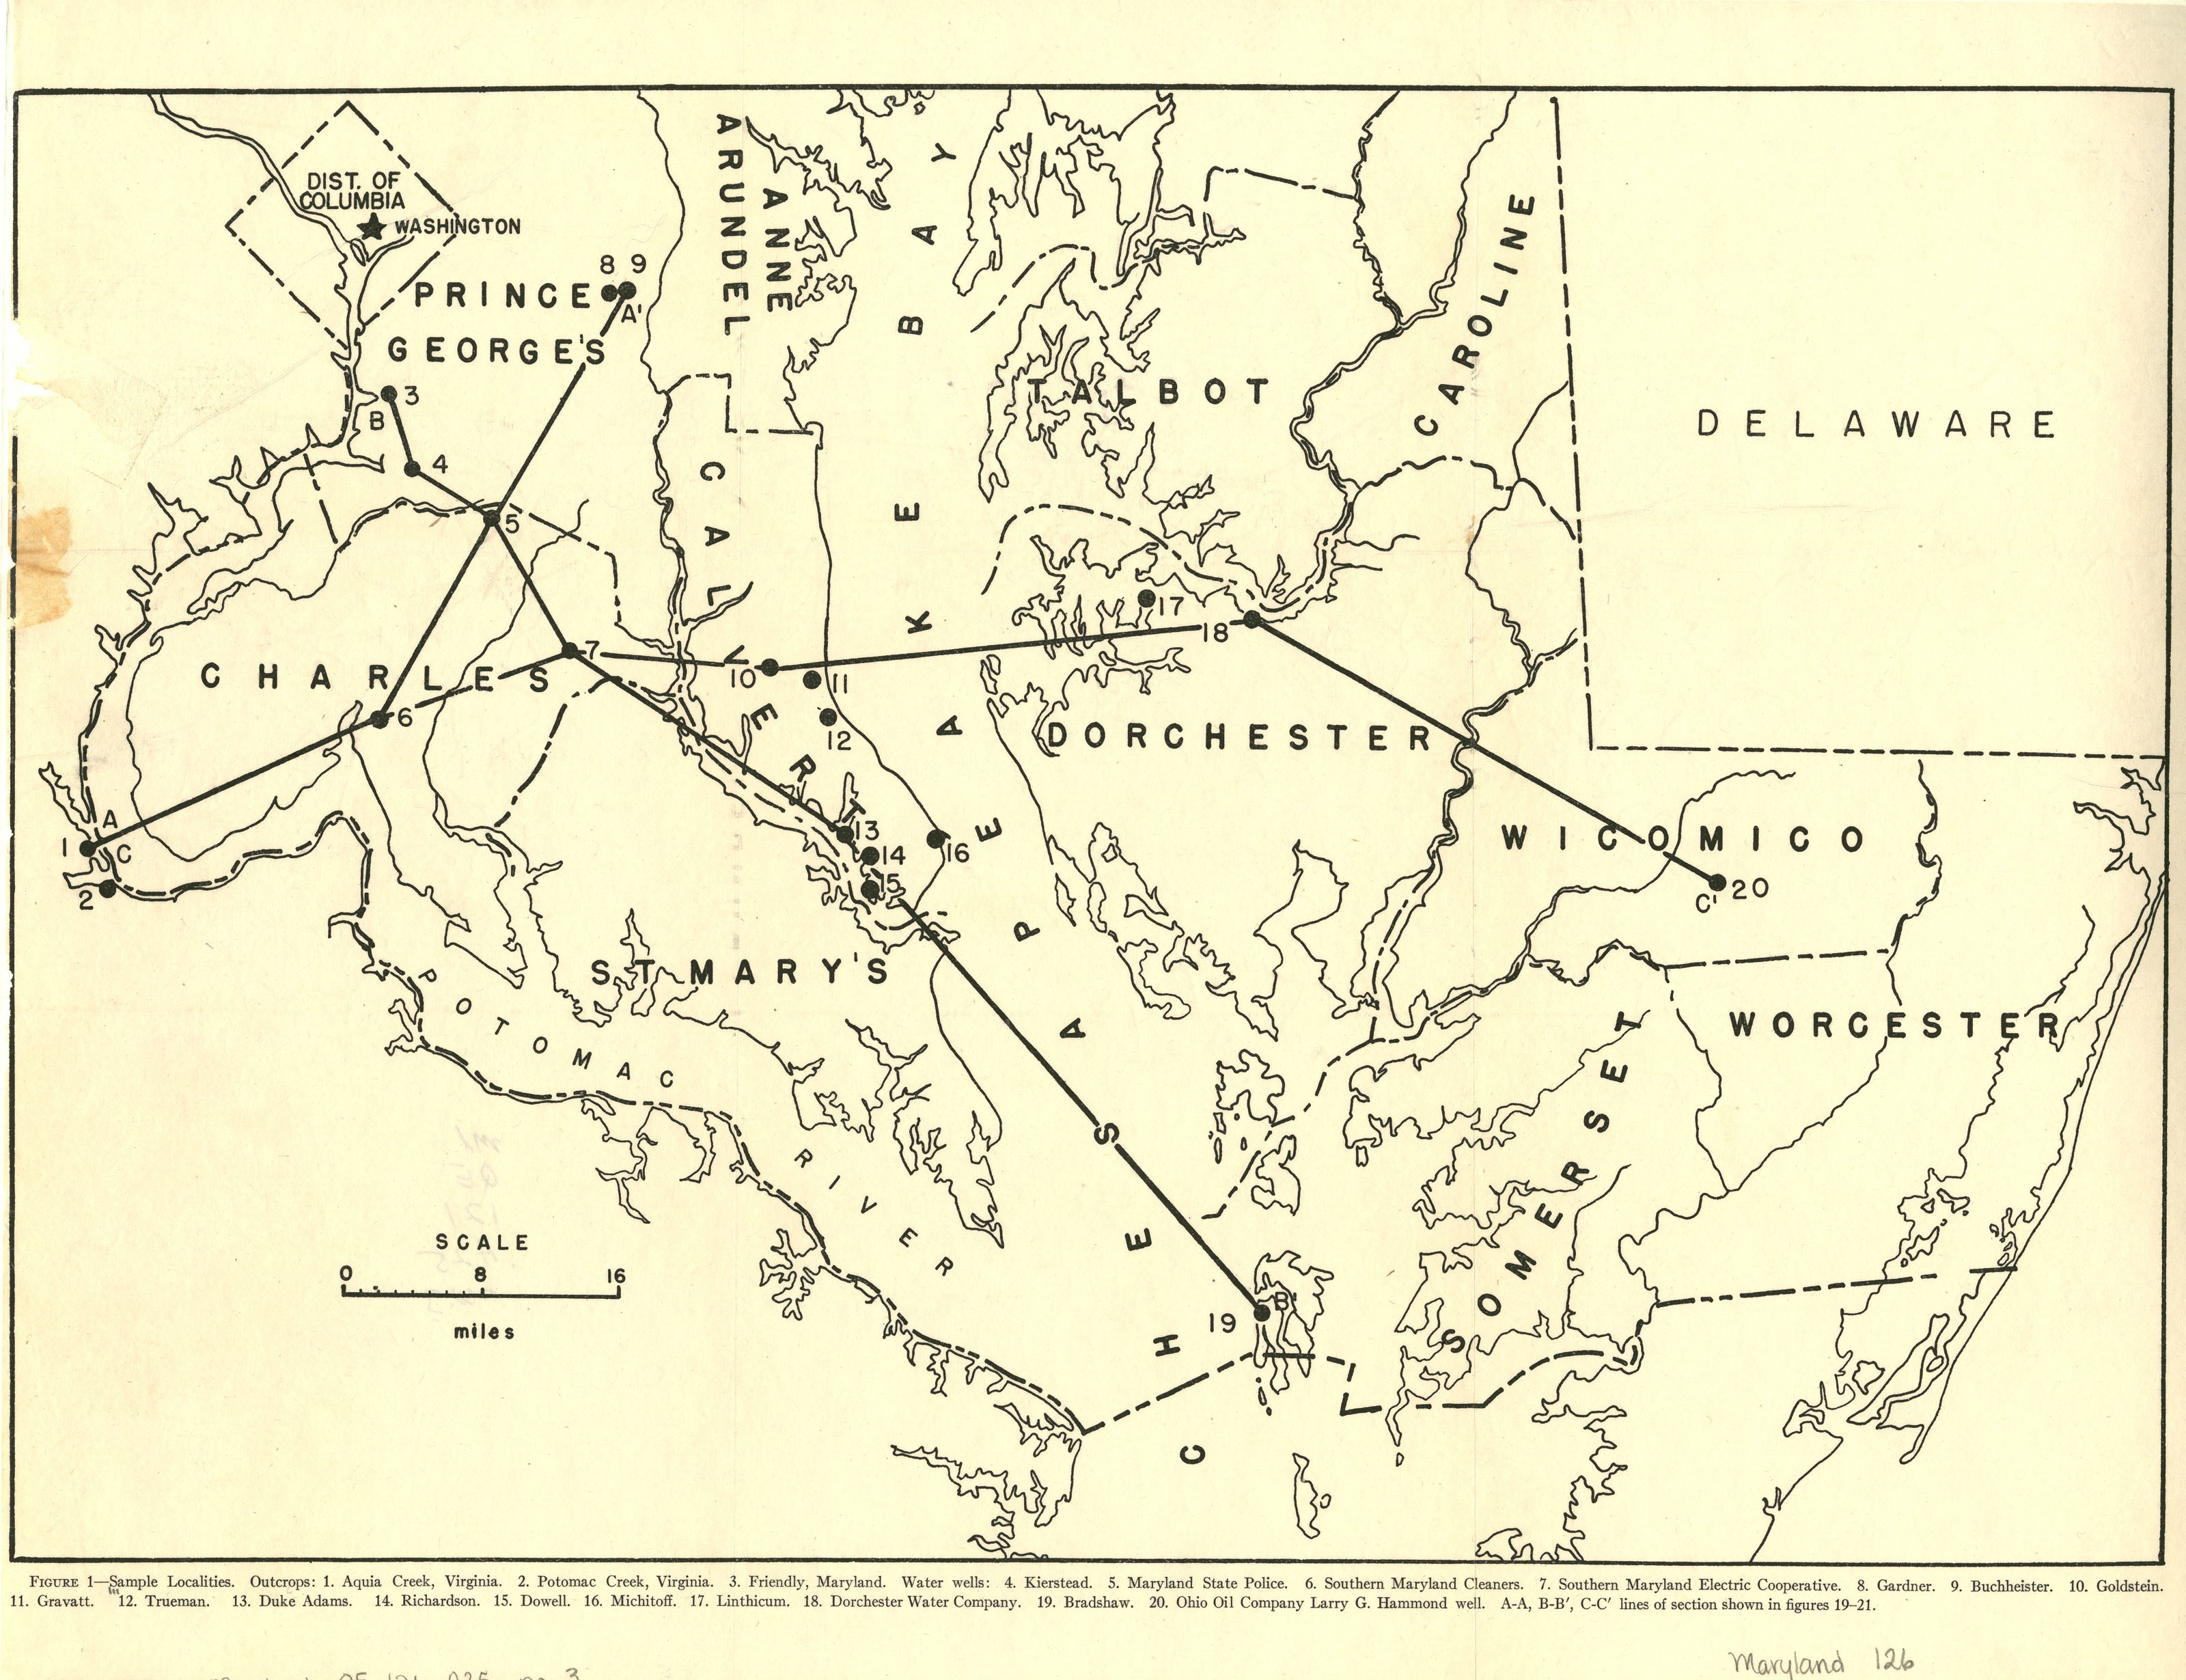 DIST. OF
COLUMBIA
WASHINGTON
PRINCE
GEORGE'S
ANNE
ARUNDEL
CALVERT
CHESAPEAKE BAY
TALBOT
CAROLINE
DELAWARE
CHARLES
DORCHESTER
WICOMICO
ST. MARY'S
WORCESTER
SOMERSET
POTOMAC RIVER
8 9
A'
3
B
4
5
7
6
10
11
12
17
18
A
1
C
2
13
14
15
16
C' 20
19
B'
SCALE
0 8 16
miles
FIGURE 1—Sample Localities. Outcrops: 1. Aquia Creek, Virginia. 2. Potomac Creek, Virginia. 3. Friendly, Maryland. Water wells: 4. Kierstead. 5. Maryland State Police. 6. Southern Maryland Cleaners. 7. Southern Maryland Electric Cooperative. 8. Gardner. 9. Buchheister. 10. Goldstein.
11. Gravatt. 12. Trueman. 13. Duke Adams. 14. Richardson. 15. Dowell. 16. Michitoff. 17. Linthicum. 18. Dorchester Water Company. 19. Bradshaw. 20. Ohio Oil Company Larry G. Hammond well. A-A, B-B′, C-C′ lines of section shown in figures 19–21.
Maryland 126